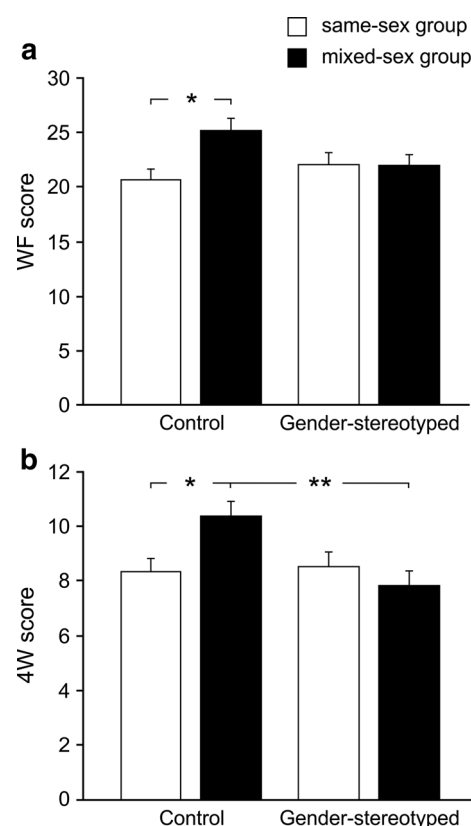 same-sex group
mixed-sex group
a
30
25
20
15
10
5
0
WF score
*
Control
Gender-stereotyped
b
12
10
8
6
4
2
0
4W score
*
**
Control
Gender-stereotyped